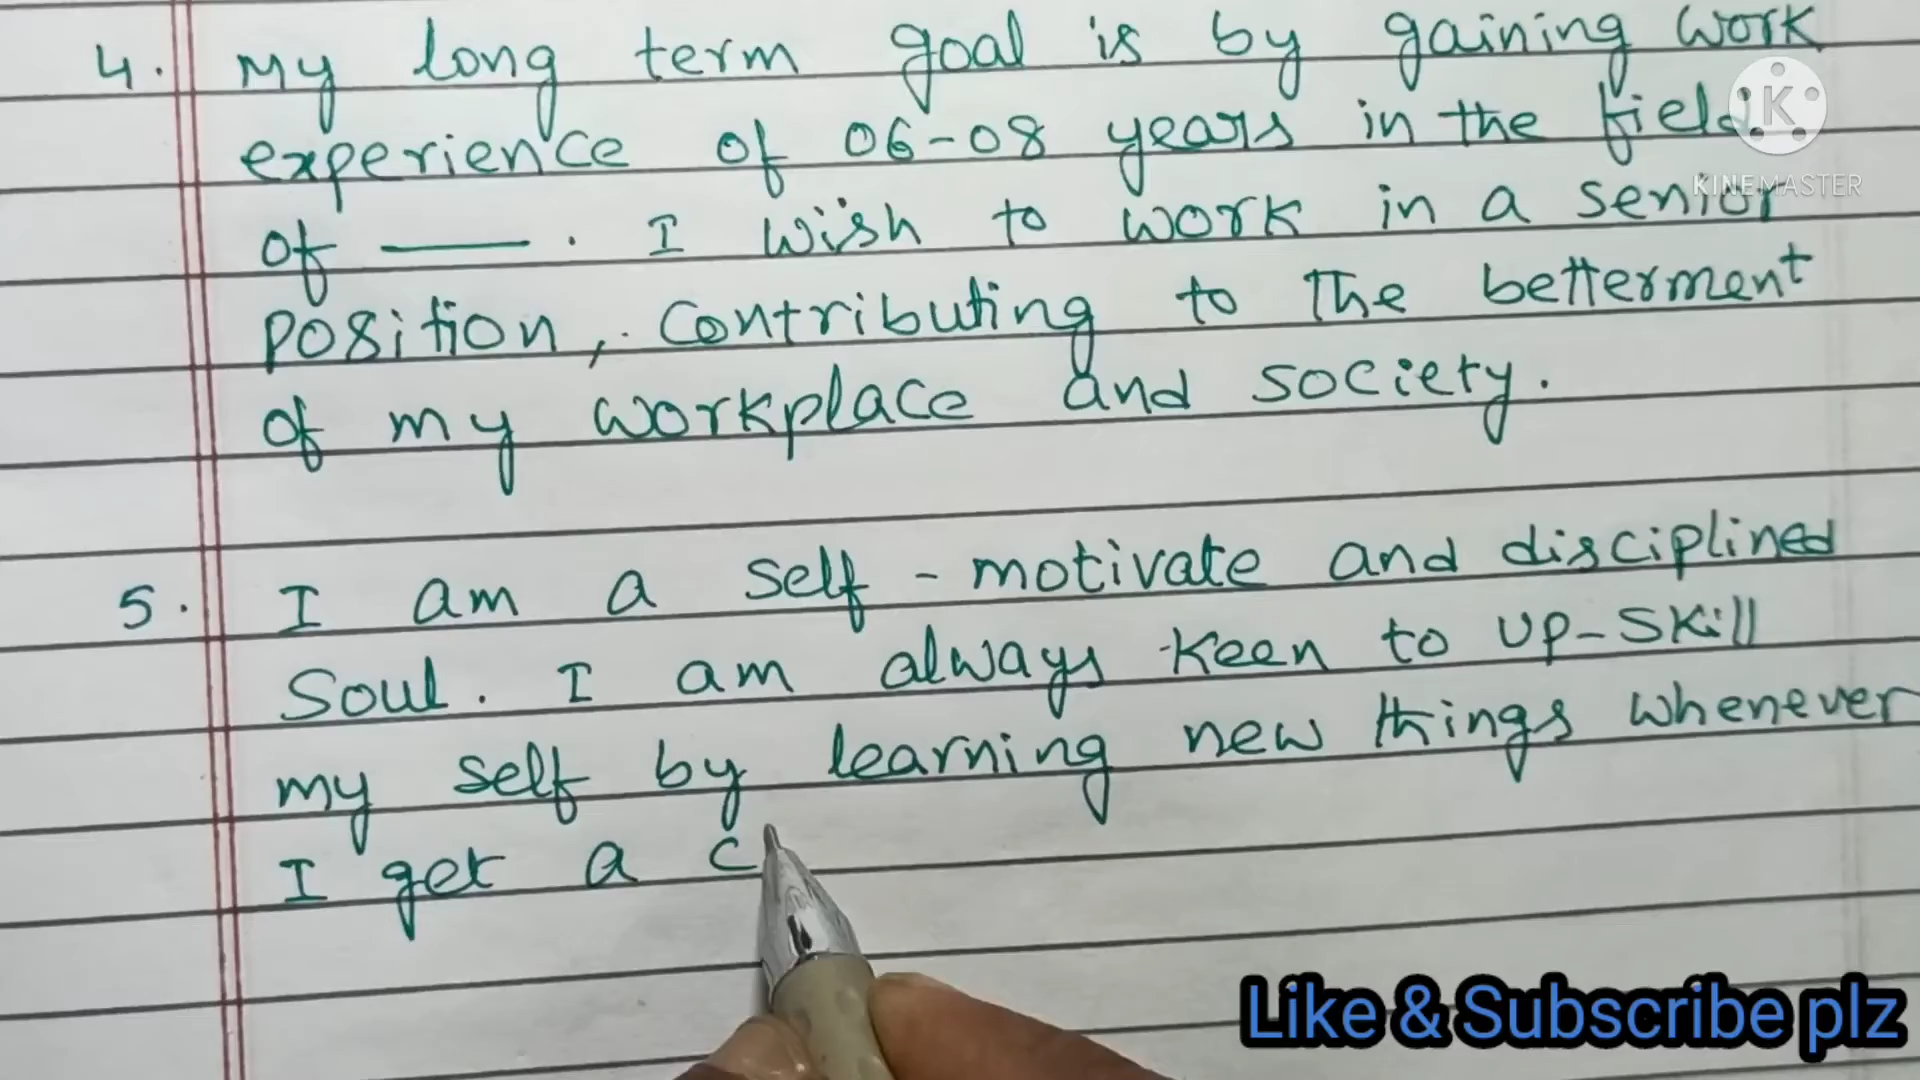 4. My long term goal is by gaining work
experience of 06-08 years in the field
of ——. I wish to work in a senior
position, contributing to the betterment
of my workplace and society.
5. I am a self-motivate and disciplined
soul. I am always keen to up-skill
my self by learning new things whenever
I get a c
K
KINEMASTER
Like & Subscribe plz